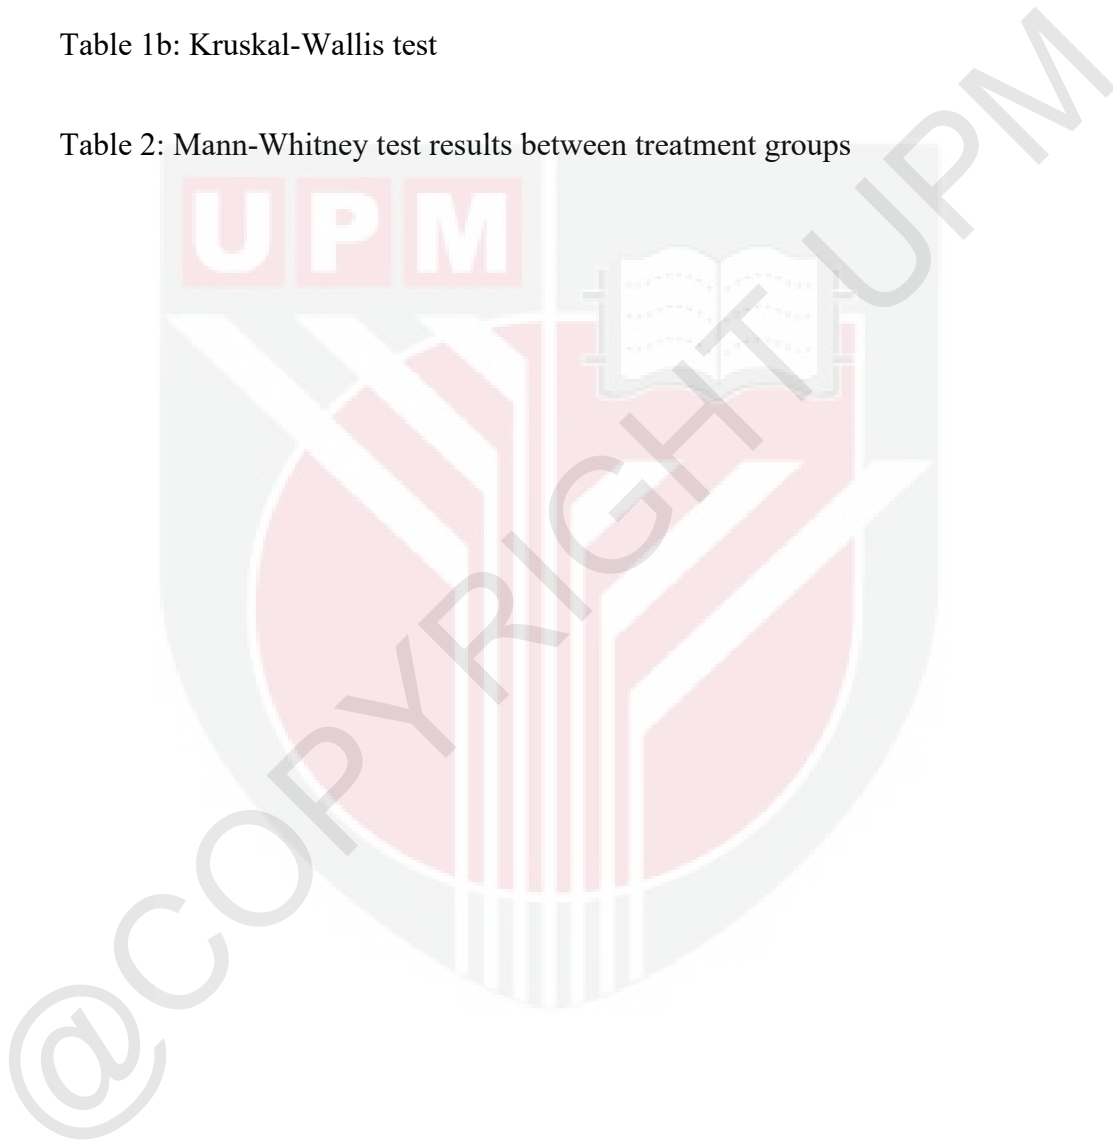 Table 1b: Kruskal-Wallis test
Table 2: Mann-Whitney test results between treatment groups
UPM
@COPYRIGHT UPM